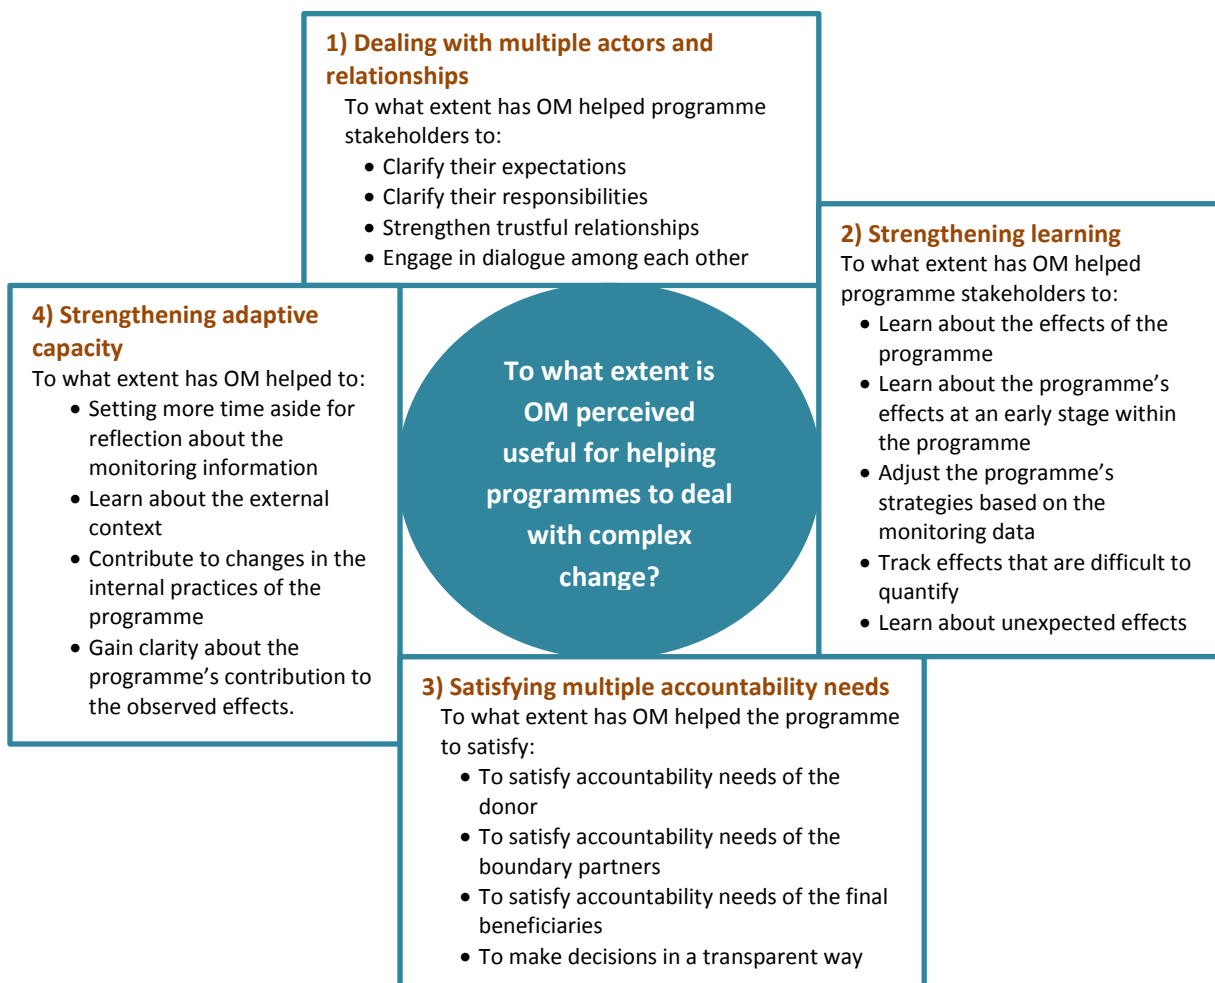 1) Dealing with multiple actors and
relationships
To what extent has OM helped programme
stakeholders to:
• Clarify their expectations
• Clarify their responsibilities
• Strengthen trustful relationships
• Engage in dialogue among each other
2) Strengthening learning
To what extent has OM helped
programme stakeholders to:
• Learn about the effects of the
programme
• Learn about the programme’s
effects at an early stage within
the programme
• Adjust the programme’s
strategies based on the
monitoring data
• Track effects that are difficult to
quantify
• Learn about unexpected effects
4) Strengthening adaptive
capacity
To what extent has OM helped to:
• Setting more time aside for
reflection about the
monitoring information
• Learn about the external
context
• Contribute to changes in the
internal practices of the
programme
• Gain clarity about the
programme’s contribution to
the observed effects.
To what extent is
OM perceived
useful for helping
programmes to deal
with complex
change?
3) Satisfying multiple accountability needs
To what extent has OM helped the programme
to satisfy:
• To satisfy accountability needs of the
donor
• To satisfy accountability needs of the
boundary partners
• To satisfy accountability needs of the final
beneficiaries
• To make decisions in a transparent way